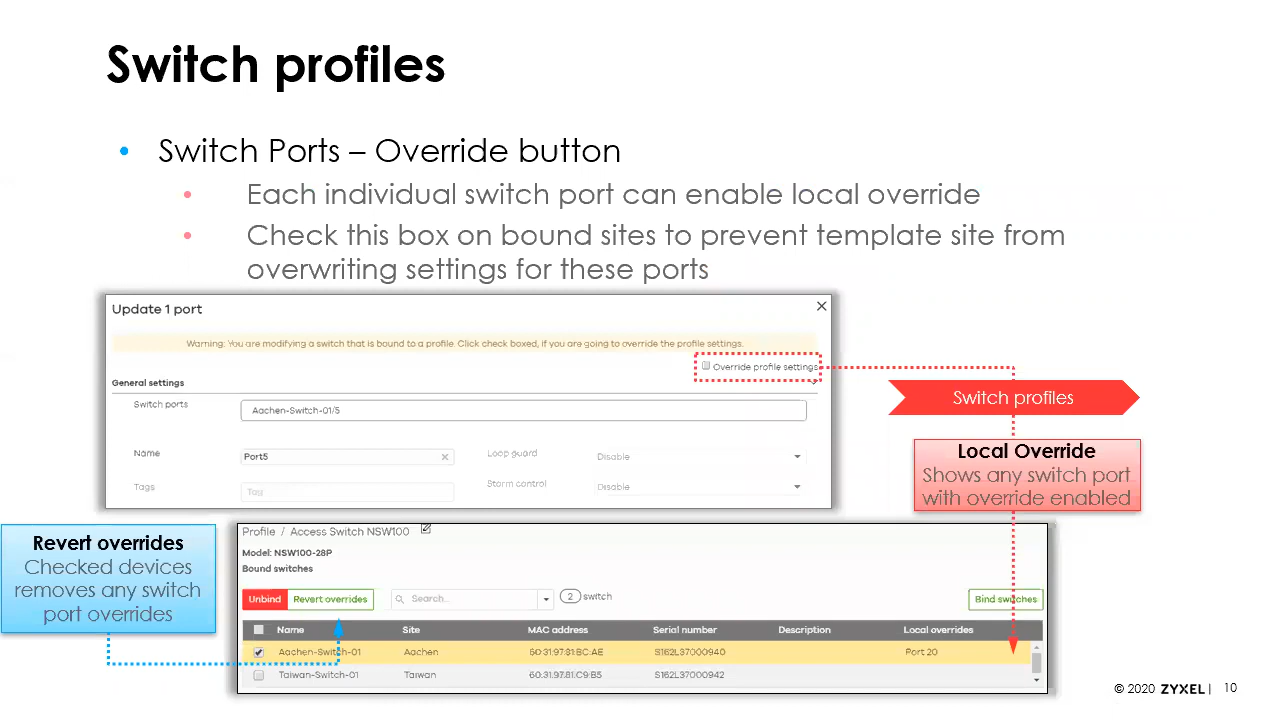 Switch profiles
• Switch Ports – Override button
• Each individual switch port can enable local override
• Check this box on bound sites to prevent template site from
overwriting settings for these ports
Update 1 port
Warning: You are modifying a switch that is bound to a profile. Click check boxed, if you are going to override the profile settings.
Override profile settings
General settings
Switch ports
Aachen-Switch-01/5
Name
Port5
Loop guard
Disable
Tags
Tag
Storm control
Disable
Switch profiles
Local Override
Shows any switch port
with override enabled
Revert overrides
Checked devices
removes any switch
port overrides
Profile / Access Switch NSW100
Model: NSW100-28P
Bound switches
Unbind
Revert overrides
Search...
2
switch
Bind switches
Name Site MAC address Serial number Description Local overrides
Aachen-Switch-01 Aachen 60:31:97:81:BC:AE S162L37000940 Port 20
Taiwan-Switch-01 Taiwan 60:31:97:81:C9:B5 S162L37000942
© 2020 ZYXEL | 10